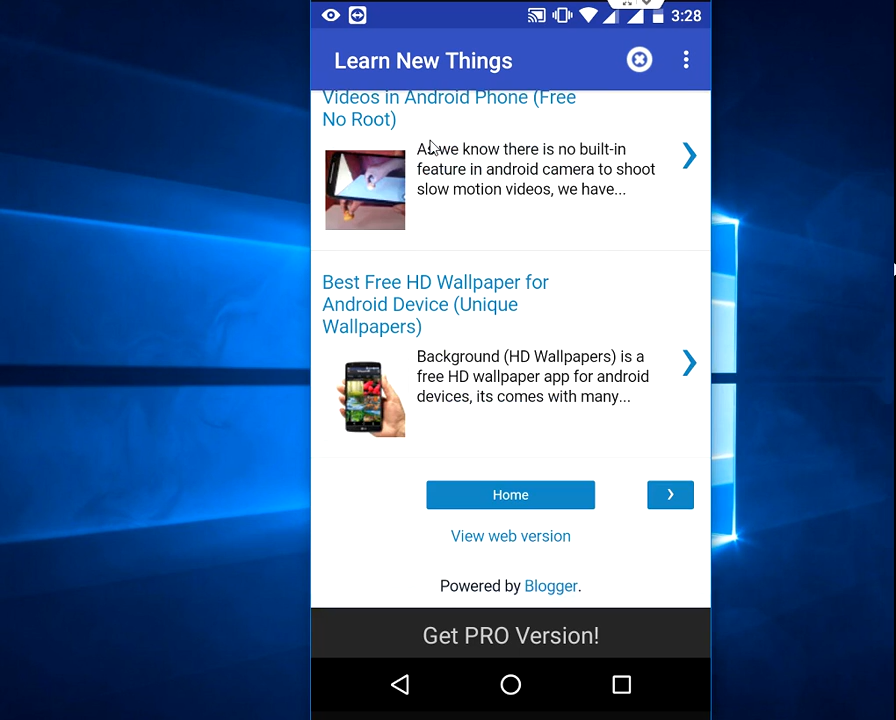 3:28
Learn New Things
Videos in Android Phone (Free
No Root)
As we know there is no built-in
feature in android camera to shoot
slow motion videos, we have...
Best Free HD Wallpaper for
Android Device (Unique
Wallpapers)
Background (HD Wallpapers) is a
free HD wallpaper app for android
devices, its comes with many...
Home
View web version
Powered by Blogger.
Get PRO Version!